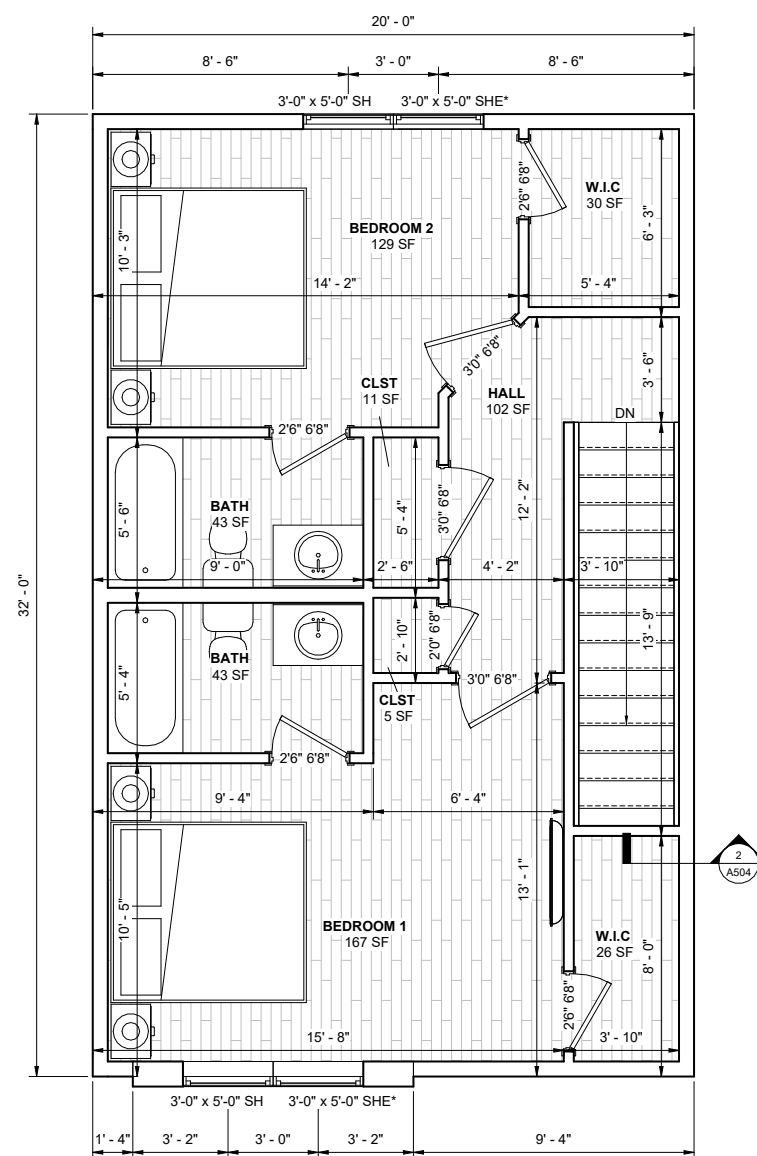 20' - 0"
8' - 6"
3' - 0"
8' - 6"
3'-0" x 5'-0" SH
3'-0" x 5'-0" SHE*
2'6" 6'8"
W.I.C
30 SF
6' - 3"
BEDROOM 2
129 SF
10' - 3"
14' - 2"
5' - 4"
3'0" 6'8"
3' - 6"
CLST
11 SF
HALL
102 SF
DN
2'6" 6'8"
12' - 2"
BATH
43 SF
5' - 6"
5' - 4"
3'0" 6'8"
9' - 0"
2' - 6"
4' - 2"
3' - 10"
32' - 0"
13' - 9"
2' - 10"
2'0" 6'8"
BATH
43 SF
5' - 4"
3'0" 6'8"
CLST
5 SF
2'6" 6'8"
9' - 4"
6' - 4"
2
A504
13' - 1"
10' - 5"
BEDROOM 1
167 SF
W.I.C
26 SF
8' - 0"
2'6" 6'8"
15' - 8"
3' - 10"
3'-0" x 5'-0" SH
3'-0" x 5'-0" SHE*
1' - 4"
3' - 2"
3' - 0"
3' - 2"
9' - 4"